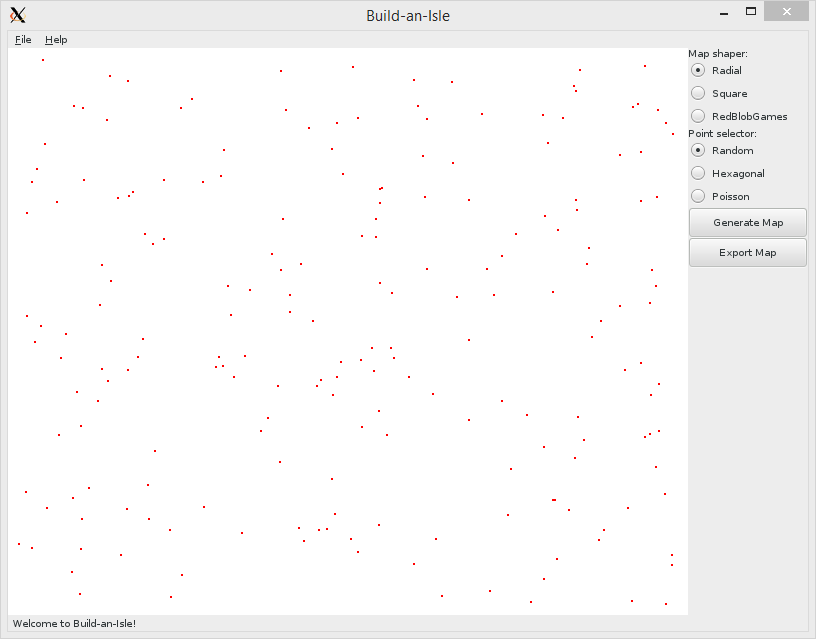 Build-an-Isle
File Help
Map shaper:
Radial
Square
RedBlobGames
Point selector:
Random
Hexagonal
Poisson
Generate Map
Export Map
Welcome to Build-an-Isle!